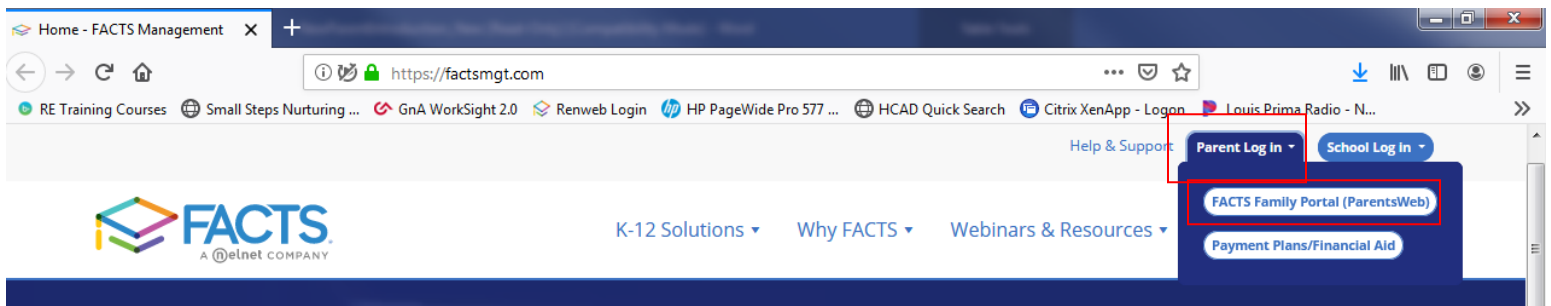 Home - FACTS Management
https://factsmgt.com
RE Training Courses Small Steps Nurturing ... GnA WorkSight 2.0 Renweb Login HP PageWide Pro 577 ... HCAD Quick Search Citrix XenApp - Logon Louis Prima Radio - N...
Help & Support Parent Log in School Log in
FACTS Family Portal (ParentsWeb)
FACTS
A nelnet COMPANY
K-12 Solutions Why FACTS Webinars & Resources
Payment Plans/Financial Aid